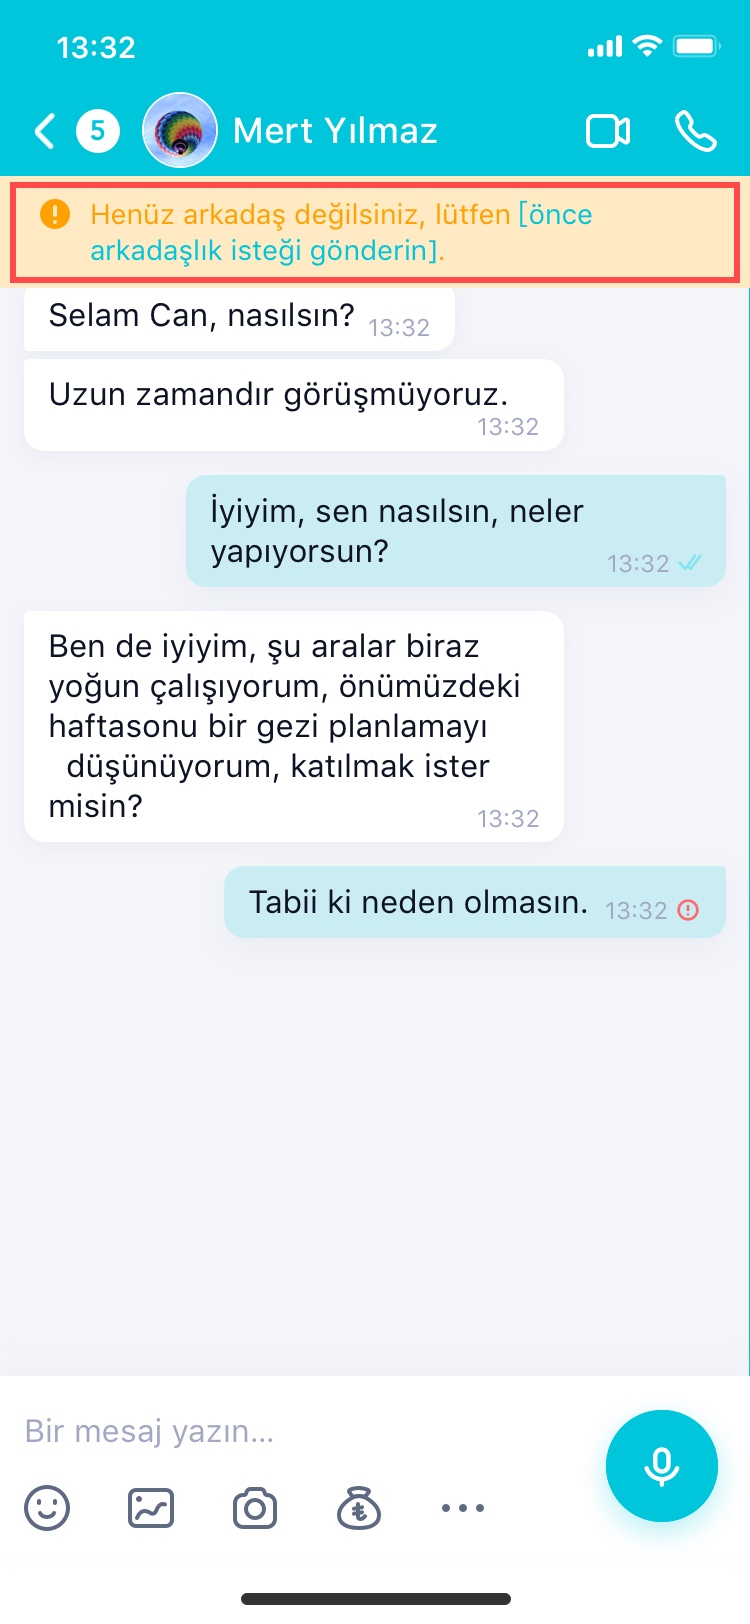 13:32
5
Mert Yılmaz
Henüz arkadaş değilsiniz, lütfen [önce
arkadaşlık isteği gönderin].
Selam Can, nasılsın? 13:32
Uzun zamandır görüşmüyoruz.
13:32
İyiyim, sen nasılsın, neler
yapıyorsun? 13:32
Ben de iyiyim, şu aralar biraz
yoğun çalışıyorum, önümüzdeki
haftasonu bir gezi planlamayı
düşünüyorum, katılmak ister
misin? 13:32
Tabii ki neden olmasın. 13:32
Bir mesaj yazın...